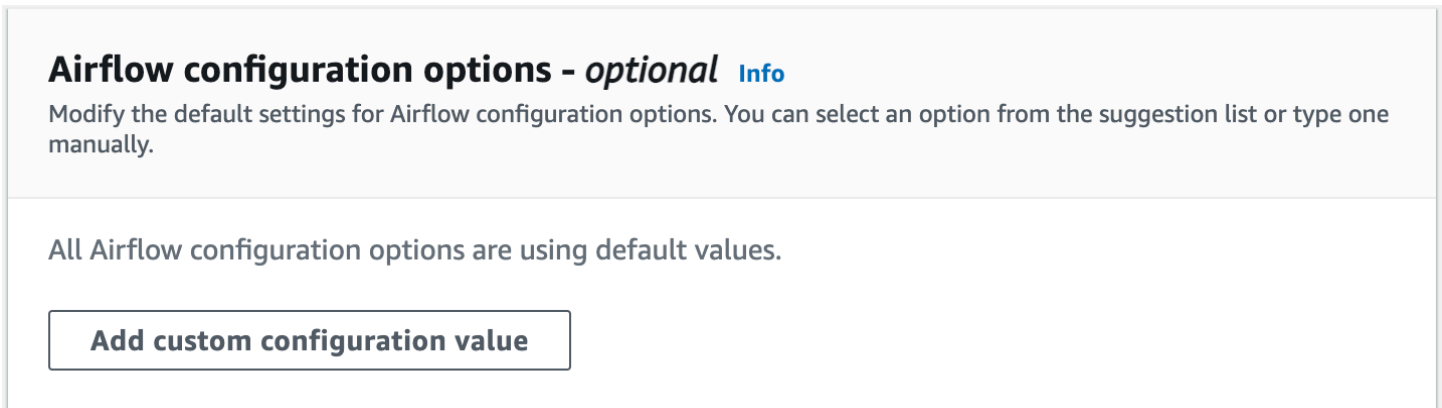 Airflow configuration options - optional Info
Modify the default settings for Airflow configuration options. You can select an option from the suggestion list or type one
manually.
All Airflow configuration options are using default values.
Add custom configuration value